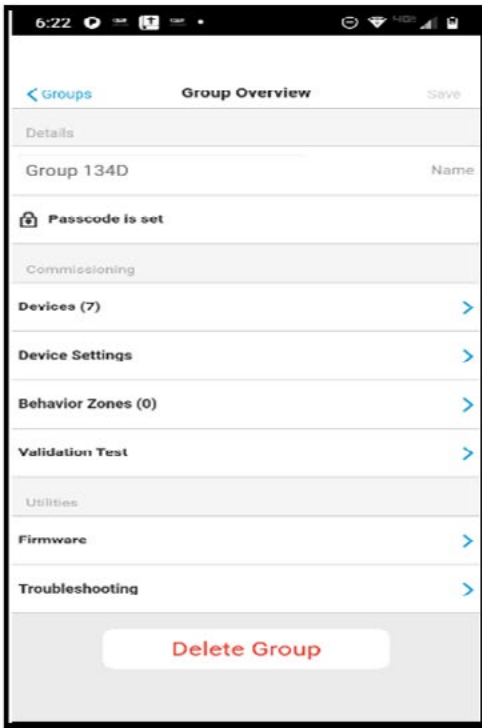 6:22
Groups Group Overview Save
Details
Group 134D Name
Passcode is set
Commissioning
Devices (7)
Device Settings
Behavior Zones (0)
Validation Test
Utilities
Firmware
Troubleshooting
Delete Group